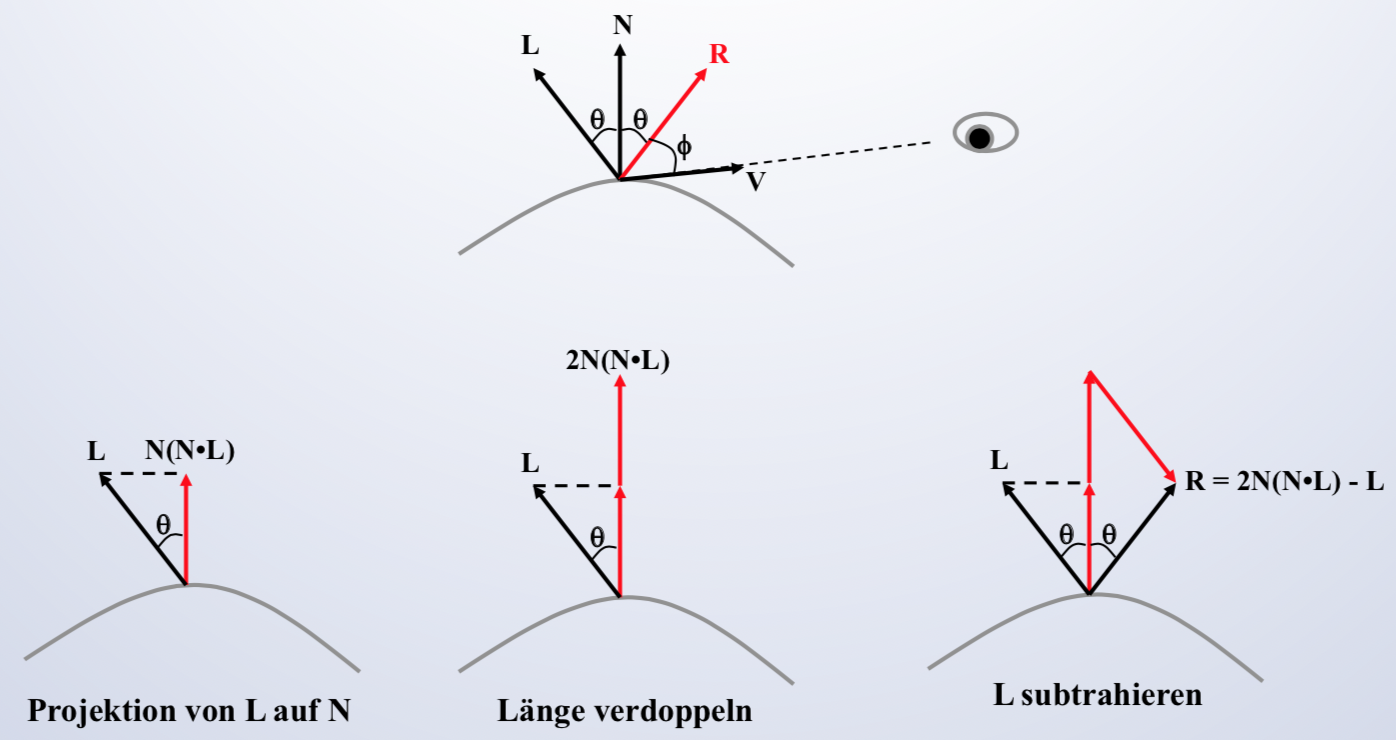 N
L
R
θ
θ
ϕ
V
2N(N•L)
L
N(N•L)
L
L
R = 2N(N•L) - L
θ
θ
θ
θ
Projektion von L auf N
Länge verdoppeln
L subtrahieren